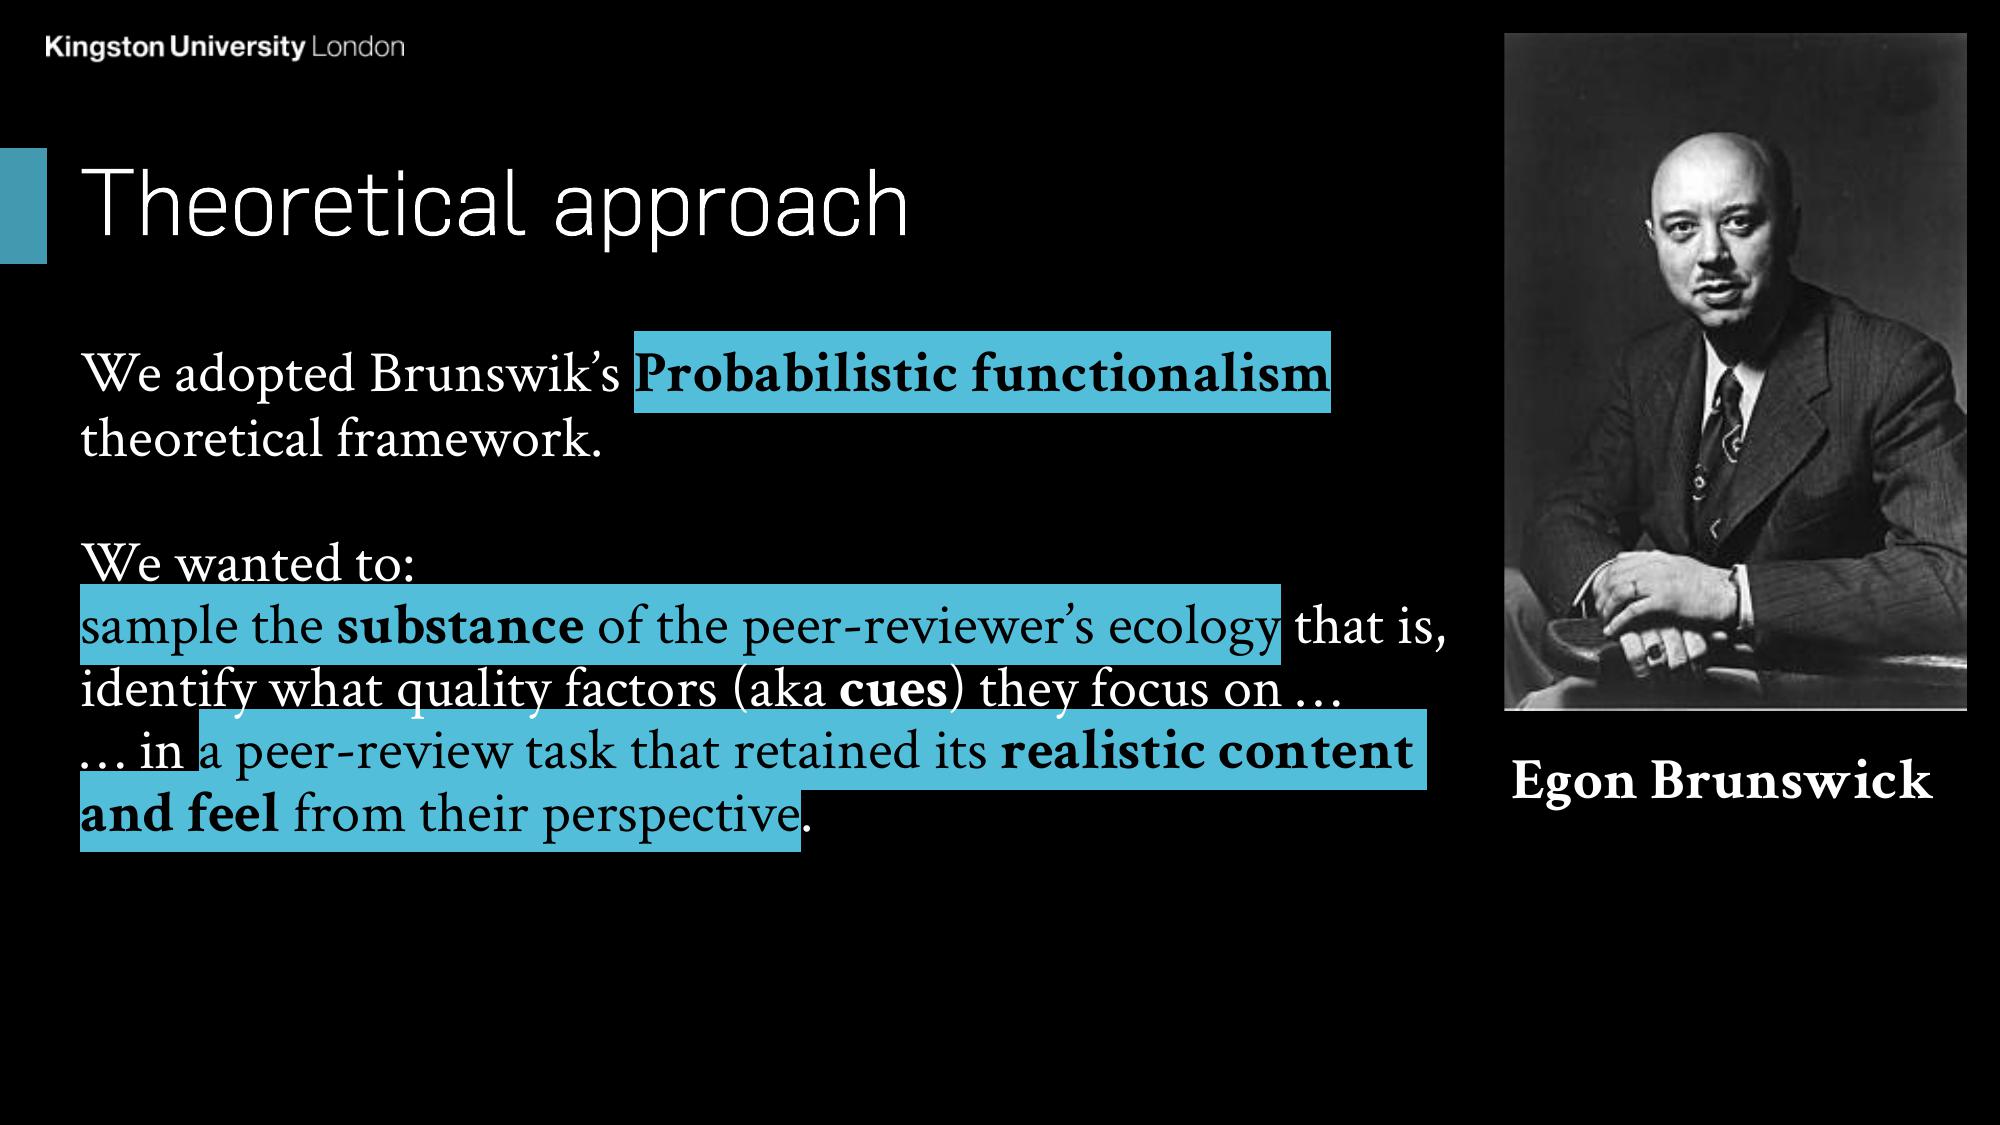 Kingston University London
Theoretical approach
We adopted Brunswik’s Probabilistic functionalism
theoretical framework.
We wanted to:
sample the substance of the peer-reviewer’s ecology that is,
identify what quality factors (aka cues) they focus on …
… in a peer-review task that retained its realistic content
and feel from their perspective.
Egon Brunswick